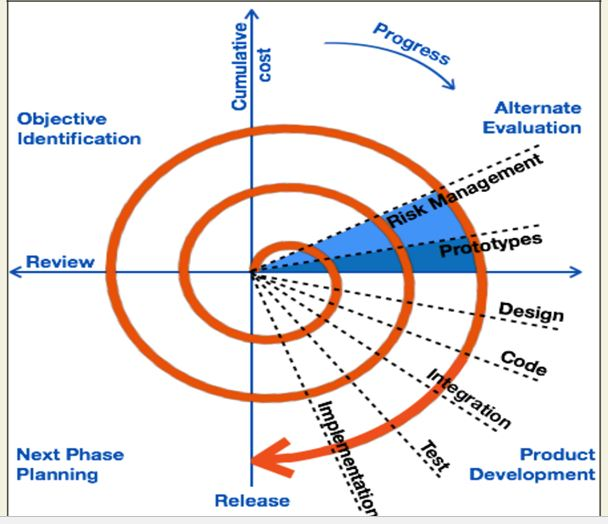 Progress
Cumulative
cost
Objective
Identification
Alternate
Evaluation
Risk Management
Prototypes
Review
Design
Code
Integration
Test
Implementation
Next Phase
Planning
Product
Development
Release